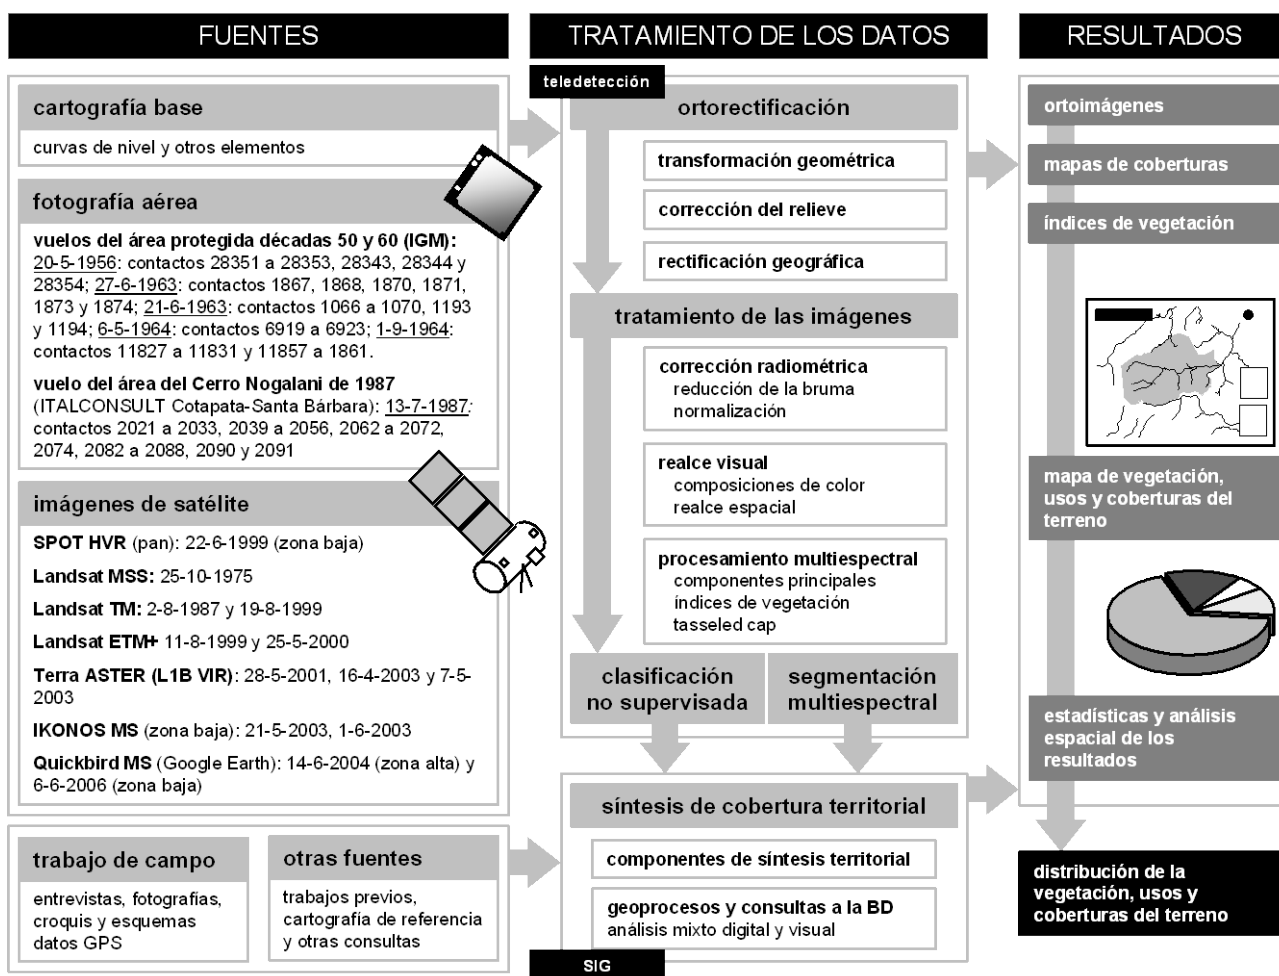 FUENTES
cartografía base
curvas de nivel y otros elementos
fotografía aérea
vuelos del área protegida décadas 50 y 60 (IGM):
20-5-1956: contactos 28351 a 28353, 28343, 28344 y
28354; 27-6-1963: contactos 1867, 1868, 1870, 1871,
1873 y 1874; 21-6-1963: contactos 1066 a 1070, 1193
y 1194; 6-5-1964: contactos 6919 a 6923; 1-9-1964:
contactos 11827 a 11831 y 11857 a 1861.
vuelo del área del Cerro Nogalani de 1987
(ITALCONSULT Cotapata-Santa Bárbara): 13-7-1987:
contactos 2021 a 2033, 2039 a 2056, 2062 a 2072,
2074, 2082 a 2088, 2090 y 2091
imágenes de satélite
SPOT HVR (pan): 22-6-1999 (zona baja)
Landsat MSS: 25-10-1975
Landsat TM: 2-8-1987 y 19-8-1999
Landsat ETM+ 11-8-1999 y 25-5-2000
Terra ASTER (L1B VIR): 28-5-2001, 16-4-2003 y 7-5-
2003
IKONOS MS (zona baja): 21-5-2003, 1-6-2003
Quickbird MS (Google Earth): 14-6-2004 (zona alta) y
6-6-2006 (zona baja)
trabajo de campo
entrevistas, fotografías,
croquis y esquemas
datos GPS
otras fuentes
trabajos previos,
cartografía de referencia
y otras consultas
TRATAMIENTO DE LOS DATOS
teledetección
ortorectificación
transformación geométrica
corrección del relieve
rectificación geográfica
tratamiento de las imágenes
corrección radiométrica
reducción de la bruma
normalización
realce visual
composiciones de color
realce espacial
procesamiento multiespectral
componentes principales
índices de vegetación
tasseled cap
clasificación
no supervisada
segmentación
multiespectral
síntesis de cobertura territorial
componentes de síntesis territorial
geoprocesos y consultas a la BD
análisis mixto digital y visual
SIG
RESULTADOS
ortoimágenes
mapas de coberturas
índices de vegetación
mapa de vegetación,
usos y coberturas del
terreno
estadísticas y análisis
espacial de los
resultados
distribución de la
vegetación, usos y
coberturas del terreno